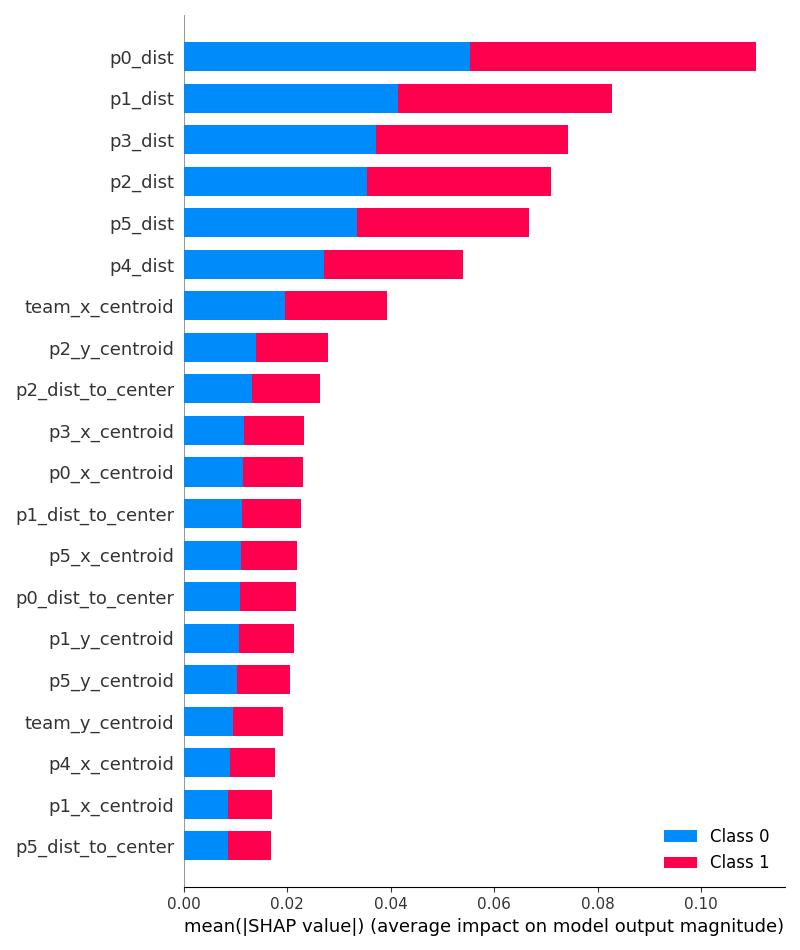 p0_dist
p1_dist
p3_dist
p2_dist
p5_dist
p4_dist
team_x_centroid
p2_y_centroid
p2_dist_to_center
p3_x_centroid
p0_x_centroid
p1_dist_to_center
p5_x_centroid
p0_dist_to_center
p1_y_centroid
p5_y_centroid
team_y_centroid
p4_x_centroid
p1_x_centroid
p5_dist_to_center
Class 0
Class 1
0.00 0.02 0.04 0.06 0.08 0.10
mean(|SHAP value|) (average impact on model output magnitude)